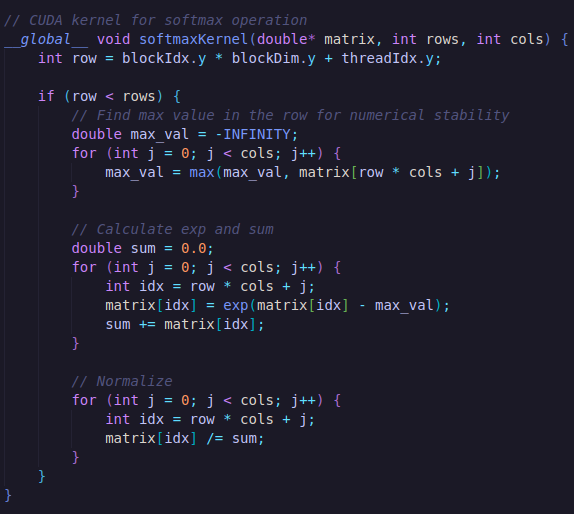 // CUDA kernel for softmax operation
__global__ void softmaxKernel(double* matrix, int rows, int cols) {
    int row = blockIdx.y * blockDim.y + threadIdx.y;

    if (row < rows) {
        // Find max value in the row for numerical stability
        double max_val = -INFINITY;
        for (int j = 0; j < cols; j++) {
            max_val = max(max_val, matrix[row * cols + j]);
        }

        // Calculate exp and sum
        double sum = 0.0;
        for (int j = 0; j < cols; j++) {
            int idx = row * cols + j;
            matrix[idx] = exp(matrix[idx] - max_val);
            sum += matrix[idx];
        }

        // Normalize
        for (int j = 0; j < cols; j++) {
            int idx = row * cols + j;
            matrix[idx] /= sum;
        }
    }
}